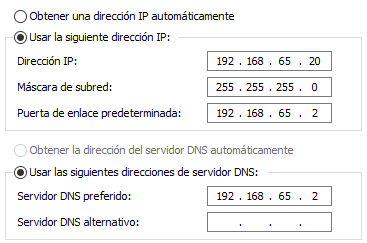 Obtener una dirección IP automáticamente
Usar la siguiente dirección IP:
Dirección IP: 192 . 168 . 65 . 20
Máscara de subred: 255 . 255 . 255 . 0
Puerta de enlace predeterminada: 192 . 168 . 65 . 2
Obtener la dirección del servidor DNS automáticamente
Usar las siguientes direcciones de servidor DNS:
Servidor DNS preferido: 192 . 168 . 65 . 2
Servidor DNS alternativo: . . .